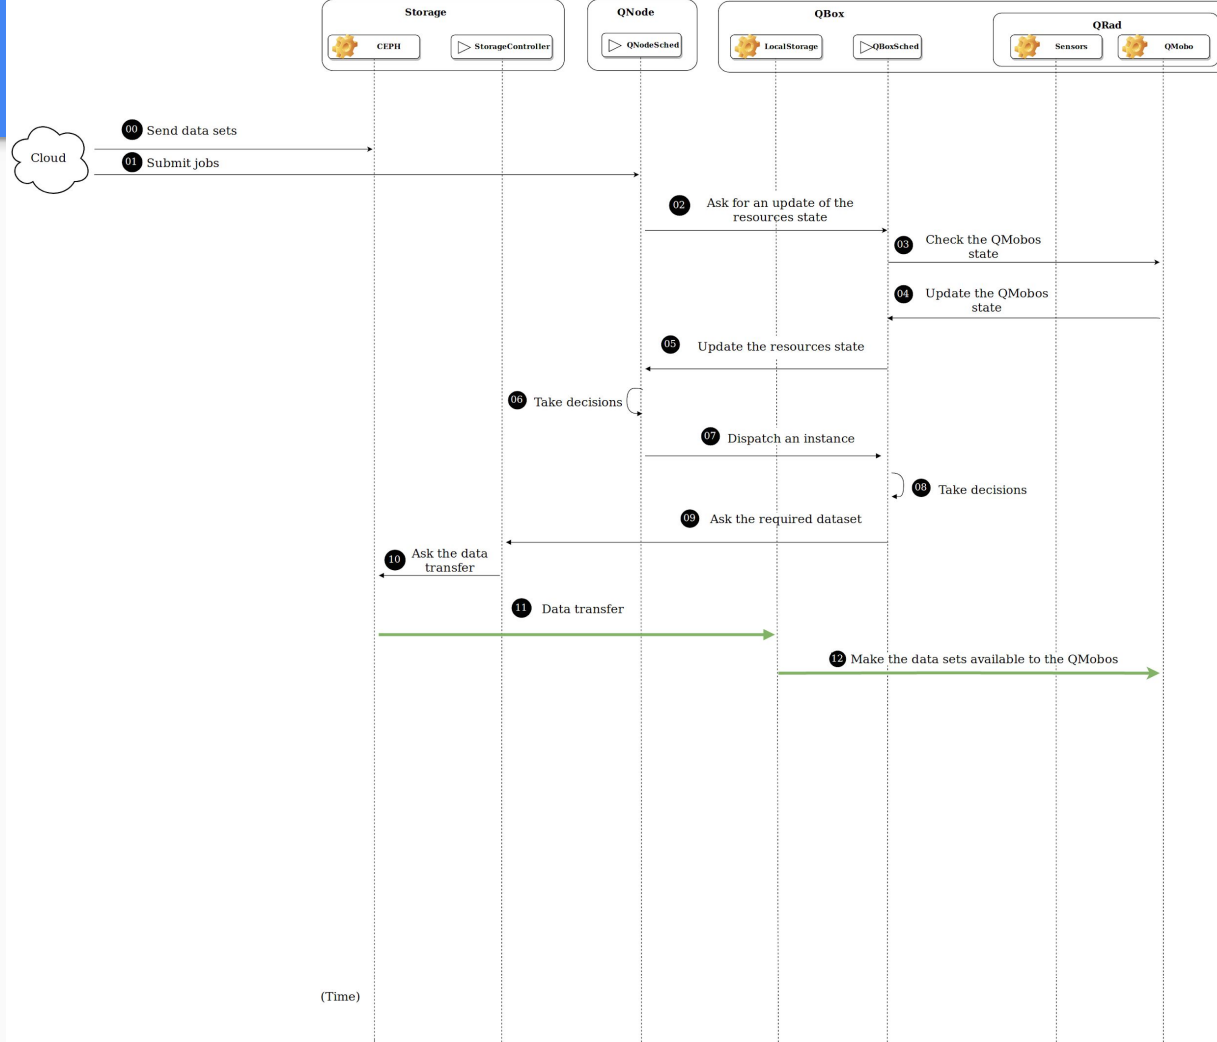 Storage
QNode
QBox
QRad
CEPH
StorageController
QNodeSched
LocalStorage
QBoxSched
Sensors
QMobo
Cloud
00 Send data sets
01 Submit jobs
02 Ask for an update of the
resources state
03 Check the QMobos
state
04 Update the QMobos
state
05 Update the resources state
06 Take decisions
07 Dispatch an instance
08 Take decisions
09 Ask the required dataset
10 Ask the data
transfer
11 Data transfer
12 Make the data sets available to the QMobos
(Time)